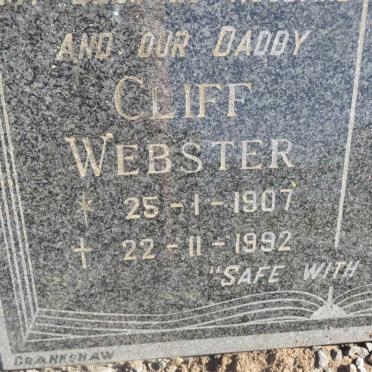 AND OUR DADDY
CLIFF
WEBSTER
* 25-1-1907
† 22-11-1992
"SAFE WITH
CRANKSHAW